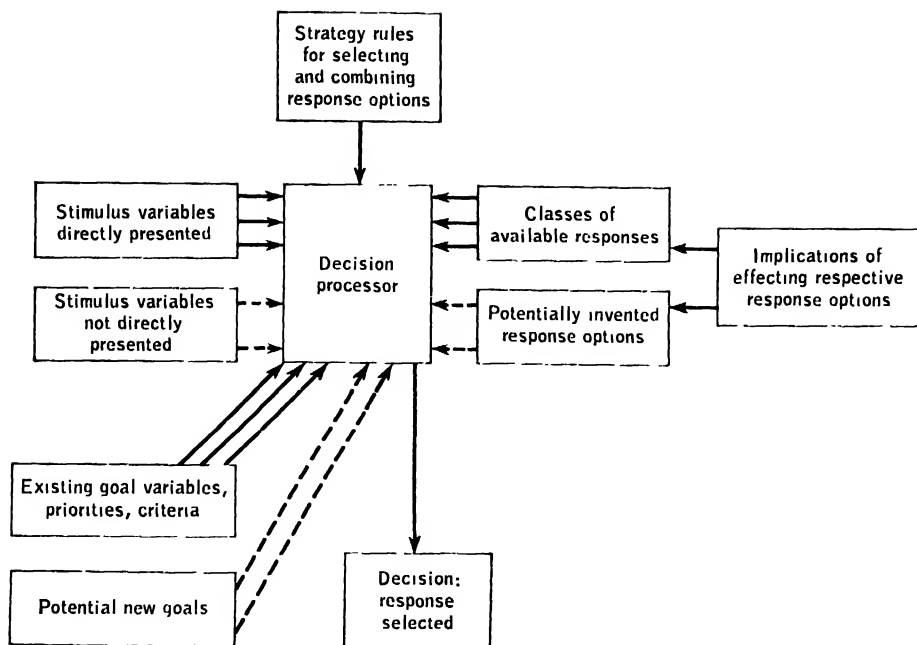 Strategy rules
for selecting
and combining
response options
Stimulus variables
directly presented
Decision
processor
Classes of
available responses
Implications of
effecting respective
response options
Stimulus variables
not directly
presented
Potentially invented
response options
Existing goal variables,
priorities, criteria
Potential new goals
Decision:
response
selected